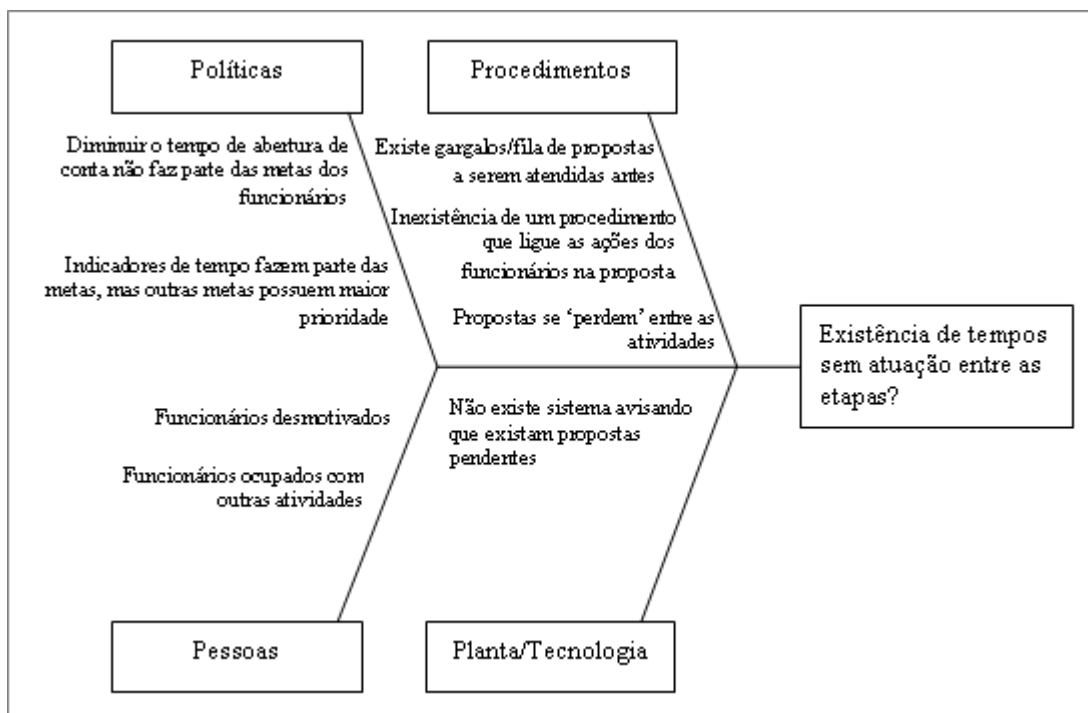 Políticas
Procedimentos
Diminuir o tempo de abertura de
conta não faz parte das metas dos
funcionários
Existe gargalos/fila de propostas
a serem atendidas antes
Inexistência de um procedimento
que ligue as ações dos
funcionários na proposta
Indicadores de tempo fazem parte das
metas, mas outras metas possuem maior
prioridade
Propostas se ‘perdem’ entre as
atividades
Existência de tempos
sem atuação entre as
etapas?
Funcionários desmotivados
Funcionários ocupados com
outras atividades
Não existe sistema avisando
que existam propostas
pendentes
Pessoas
Planta/Tecnologia